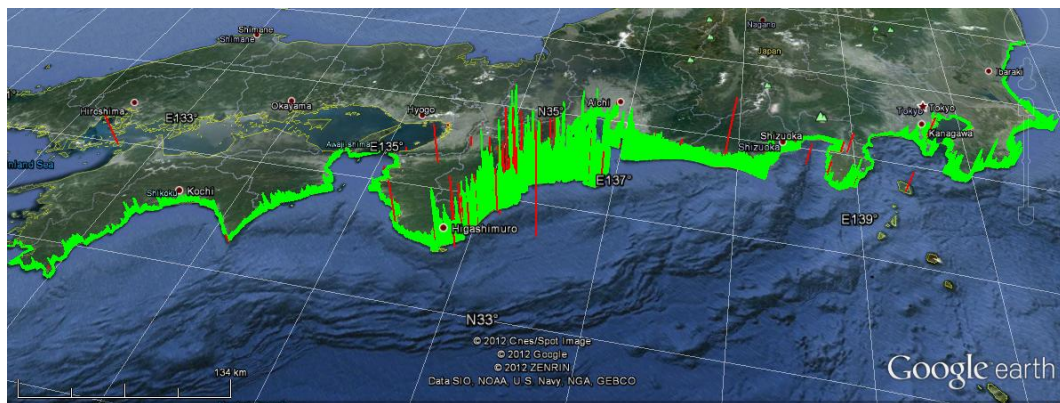 Shimane
Shimane
Nagano
Japan
Ibaraki
Hiroshima
E133°
Okayama
Hyogo
N35°
Aichi
Tokyo
Tokyo
Kanagawa
Awaji-shima
E135°
Shizuoka
Shizuoka
Shikoku
Kochi
E137°
Higashimuro
E139°
N33°
© 2012 Cnes/Spot Image
© 2012 Google
© 2012 ZENRIN
Data SIO, NOAA, U.S. Navy, NGA, GEBCO
134 km
Google earth